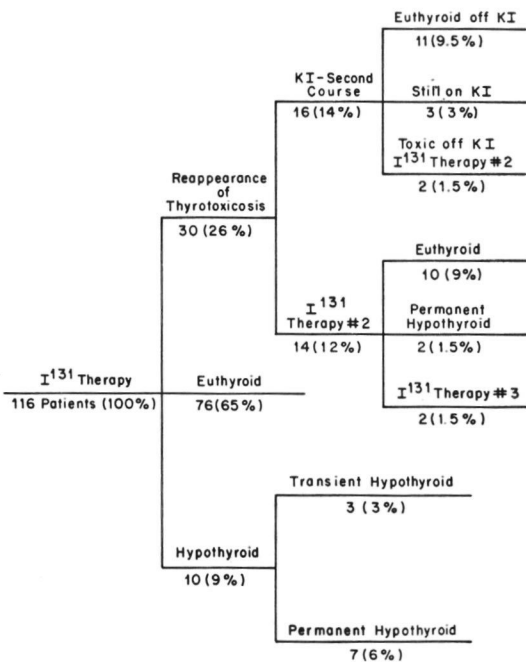 Euthyroid off KI
11 (9.5%)
KI-Second
Course
16 (14%)
Still on KI
3 (3%)
Toxic off KI
I¹³¹ Therapy #2
2 (1.5%)
Reappearance
of
Thyrotoxicosis
30 (26%)
Euthyroid
10 (9%)
I¹³¹
Therapy #2
14 (12%)
Permanent
Hypothyroid
2 (1.5%)
I¹³¹ Therapy #3
2 (1.5%)
I¹³¹ Therapy
116 Patients (100%)
Euthyroid
76 (65%)
Transient Hypothyroid
3 (3%)
Hypothyroid
10 (9%)
Permanent Hypothyroid
7 (6%)